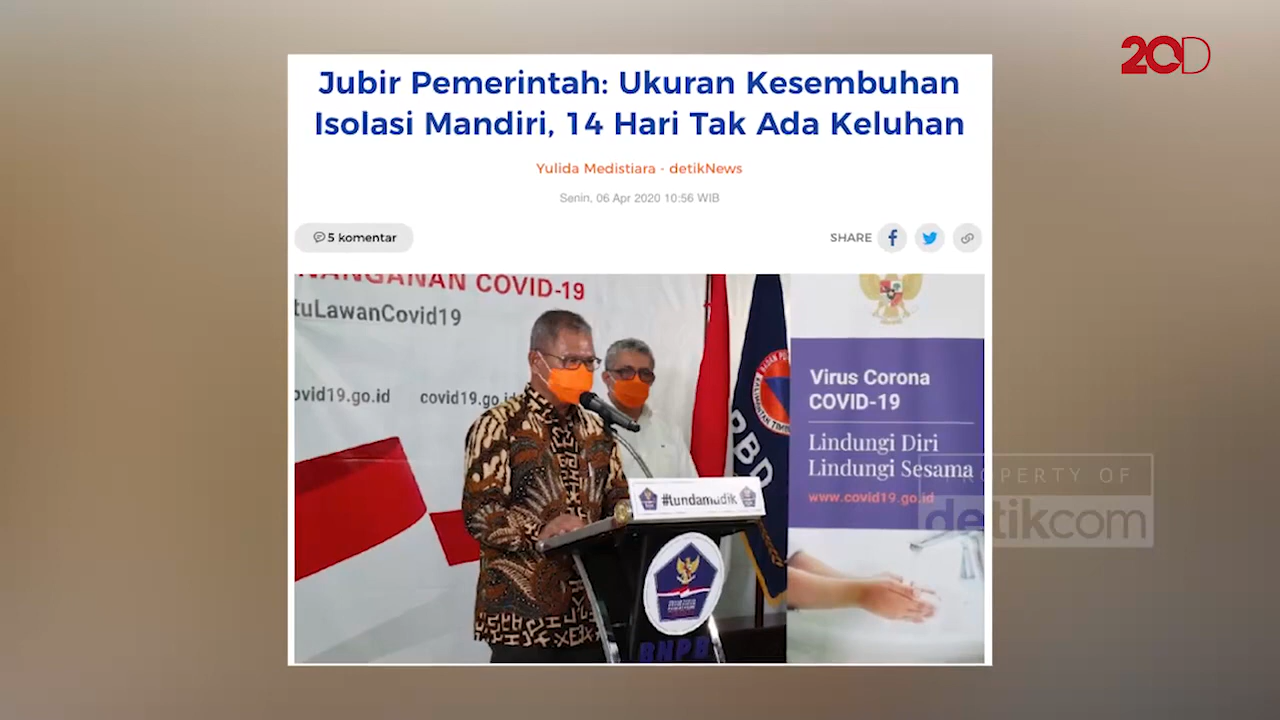 20D
Jubir Pemerintah: Ukuran Kesembuhan
Isolasi Mandiri, 14 Hari Tak Ada Keluhan
Yulida Medistiara - detikNews
Senin, 06 Apr 2020 10:56 WIB
5 komentar
SHARE
NANGANAN COVID-19
tuLawanCovid19
ovid19.go.id
covid19.go.id
Virus Corona
COVID-19
Lindungi Diri
Lindungi Sesama
www.covid19.go.id
PROPERTY OF
detikcom
PBD
#tundamudik
BNPB